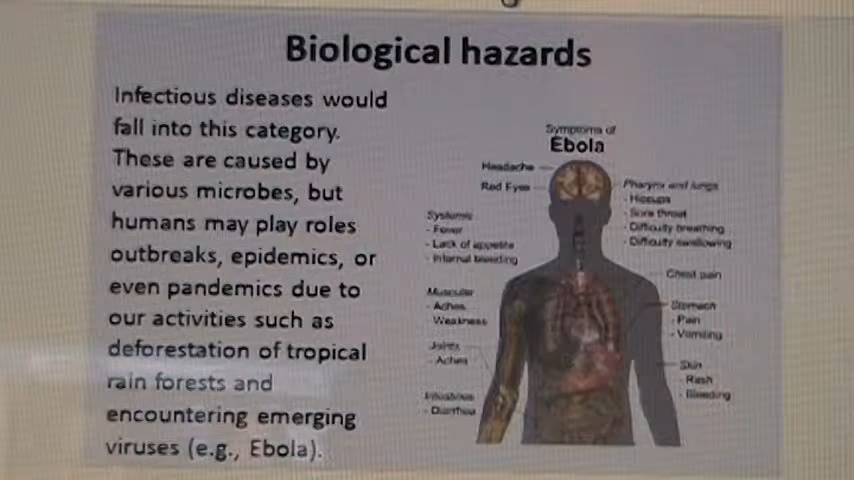 Biological hazards
Infectious diseases would
fall into this category.
These are caused by
various microbes, but
humans may play roles
outbreaks, epidemics, or
even pandemics due to
our activities such as
deforestation of tropical
rain forests and
encountering emerging
viruses (e.g., Ebola).
Symptoms of
Ebola
Headache
Red Eyes
Systemic
- Fever
- Lack of appetite
- Internal bleeding
Muscular
- Aches
Weakness
Joints
- Aches
- Diarrhea
Pharynx and lungs
- Hiccups
- Sore throat
- Difficulty breathing
- Difficulty swallowing
Chest pain
Stomach
- Pain
- Vomiting
Skin
- Rash
- Bleeding